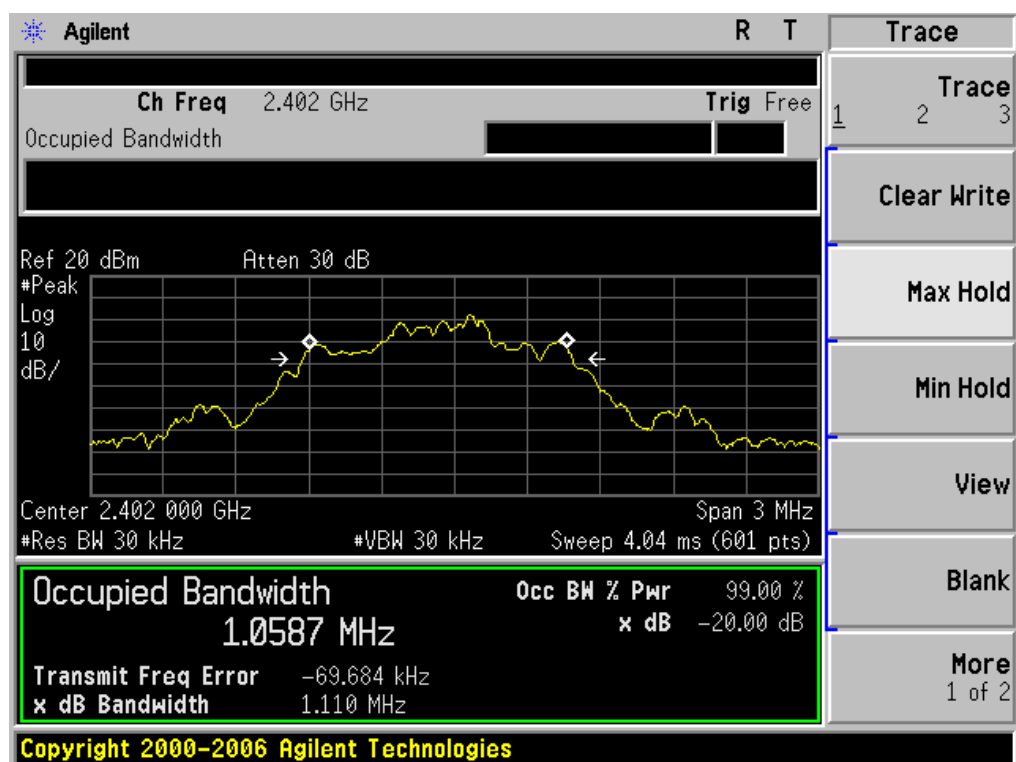 Agilent R T
Trace
Ch Freq 2.402 GHz Trig Free
Occupied Bandwidth
Trace
1 2 3
Clear Write
Ref 20 dBm Atten 30 dB
#Peak
Log
10
dB/
Max Hold
Min Hold
View
Center 2.402 000 GHz Span 3 MHz
#Res BW 30 kHz #VBW 30 kHz Sweep 4.04 ms (601 pts)
Occupied Bandwidth Occ BW % Pwr 99.00 %
1.0587 MHz x dB -20.00 dB
Transmit Freq Error -69.684 kHz
x dB Bandwidth 1.110 MHz
Blank
More
1 of 2
Copyright 2000-2006 Agilent Technologies